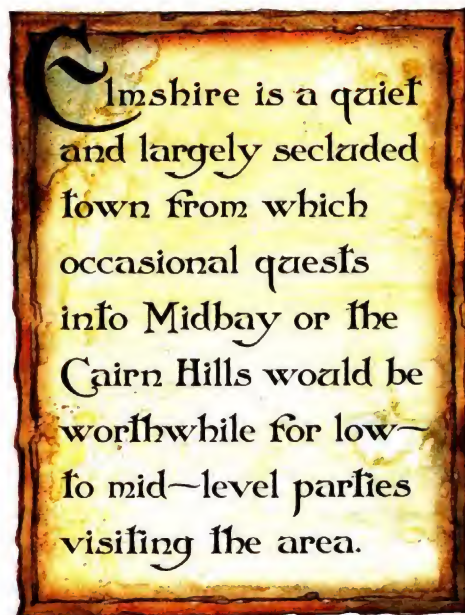 Elmshire is a quiet
and largely secluded
town from which
occasional quests
into Midbay or the
Cairn Hills would be
worthwhile for low-
to mid-level parties
visiting the area.